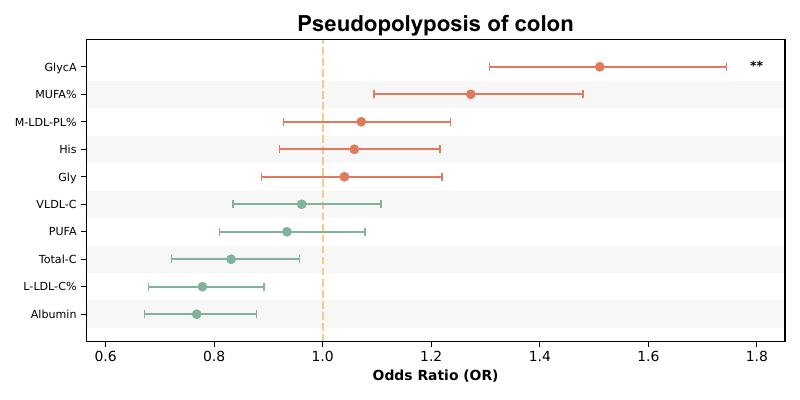 Pseudopolyposis of colon
GlycA
**
MUFA%
M-LDL-PL%
His
Gly
VLDL-C
PUFA
Total-C
L-LDL-C%
Albumin
0.6 0.8 1.0 1.2 1.4 1.6 1.8
Odds Ratio (OR)